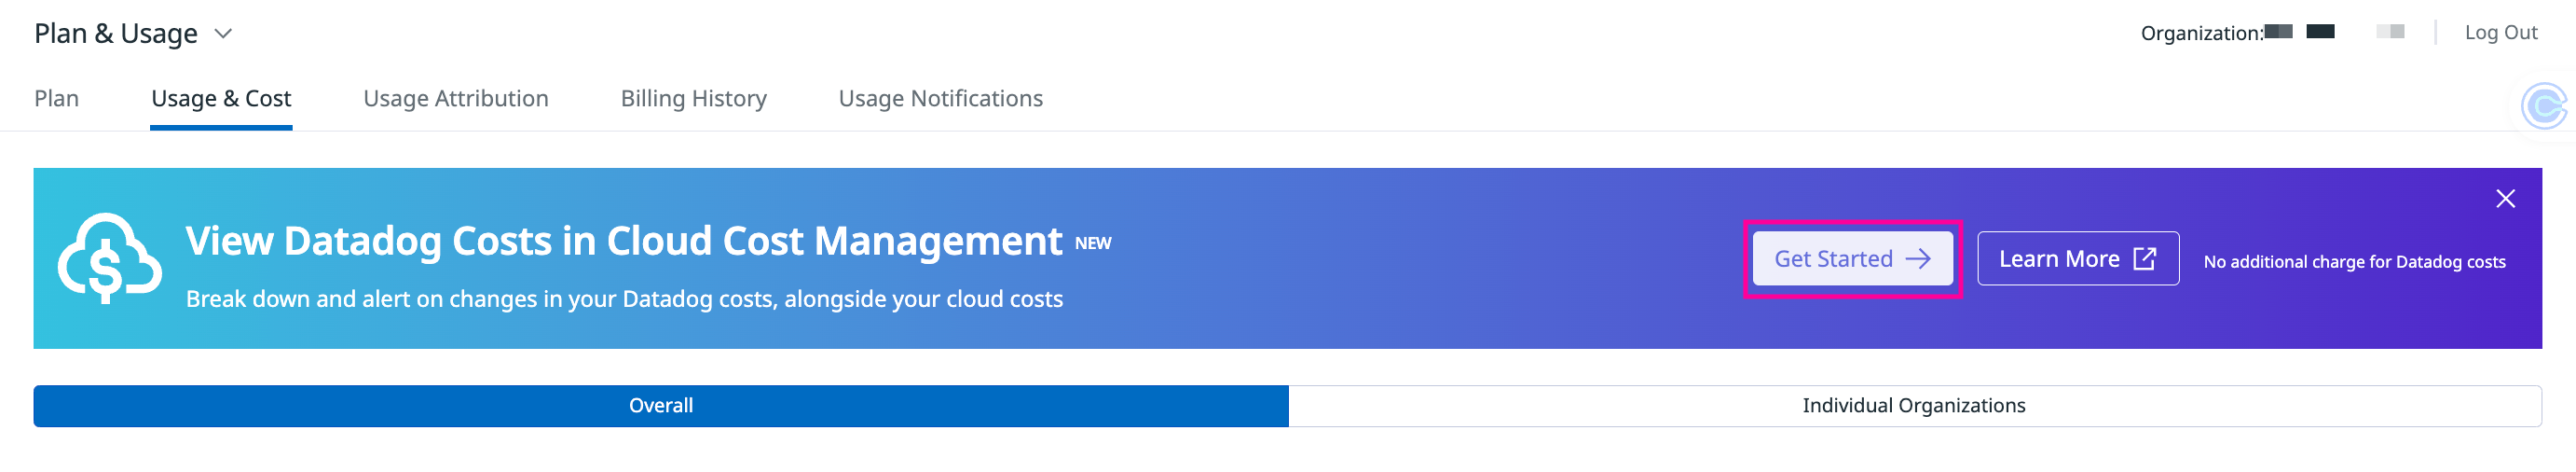 Plan & Usage
Organization:
Log Out
Plan
Usage & Cost
Usage Attribution
Billing History
Usage Notifications
View Datadog Costs in Cloud Cost Management NEW
Break down and alert on changes in your Datadog costs, alongside your cloud costs
Get Started
Learn More
No additional charge for Datadog costs
Overall
Individual Organizations